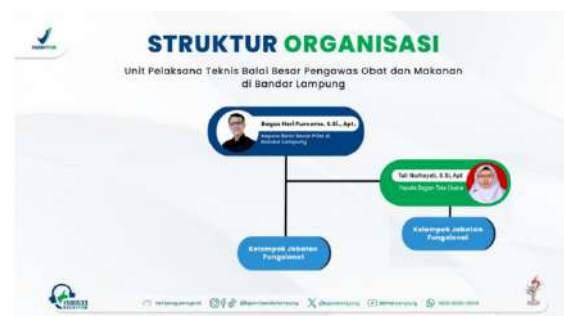 STRUKTUR ORGANISASI
Unit Pelaksana Teknis Balai Besar Pengawas Obat dan Makanan
di Bandar Lampung
Bagus Heri Purnomo, S.Si., Apt.
Kepala Balai Besar POM di
Bandar Lampung
Tuti Nurhayati, S.Si, Apt
Kepala Bagian Tata Usaha
Kelompok Jabatan
Fungsional
Kelompok Jabatan
Fungsional